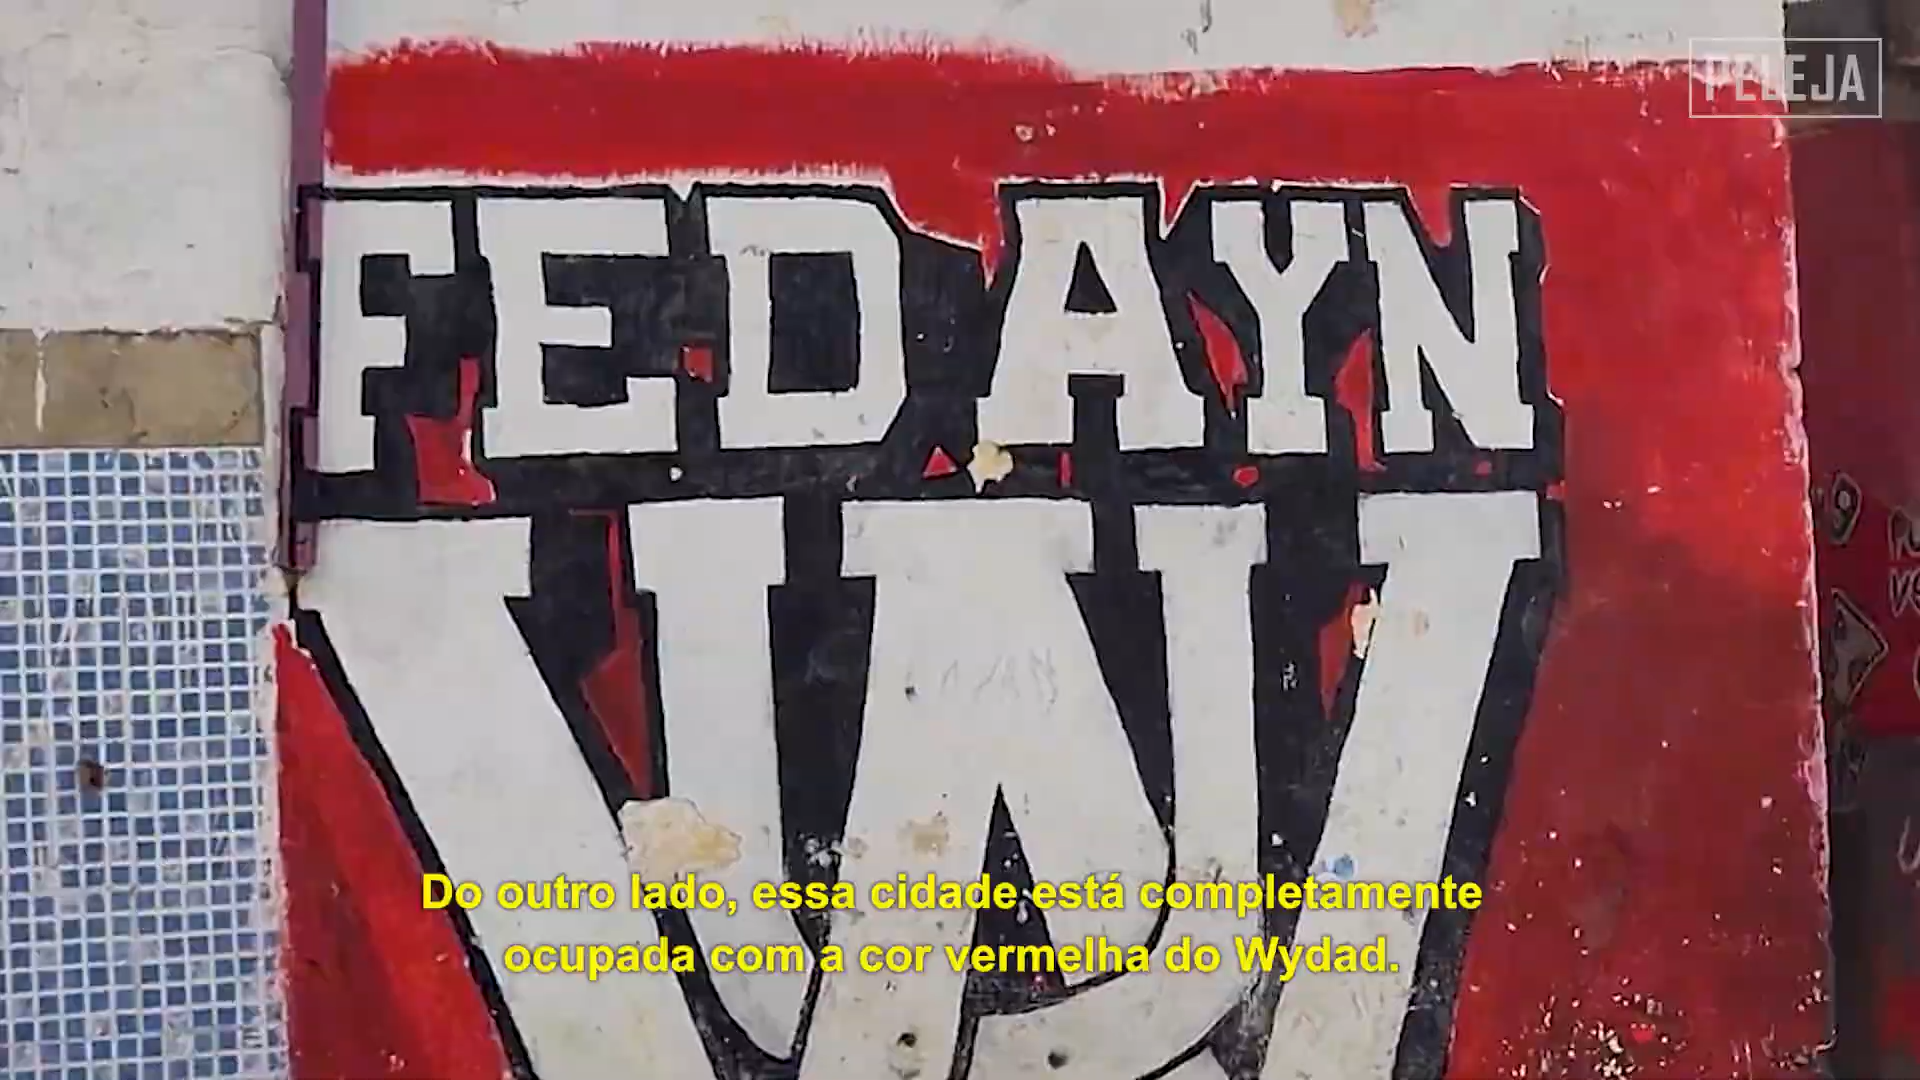 PELEJA
FEDAYN
Do outro lado, essa cidade está completamente
ocupada com a cor vermelha do Wydad.